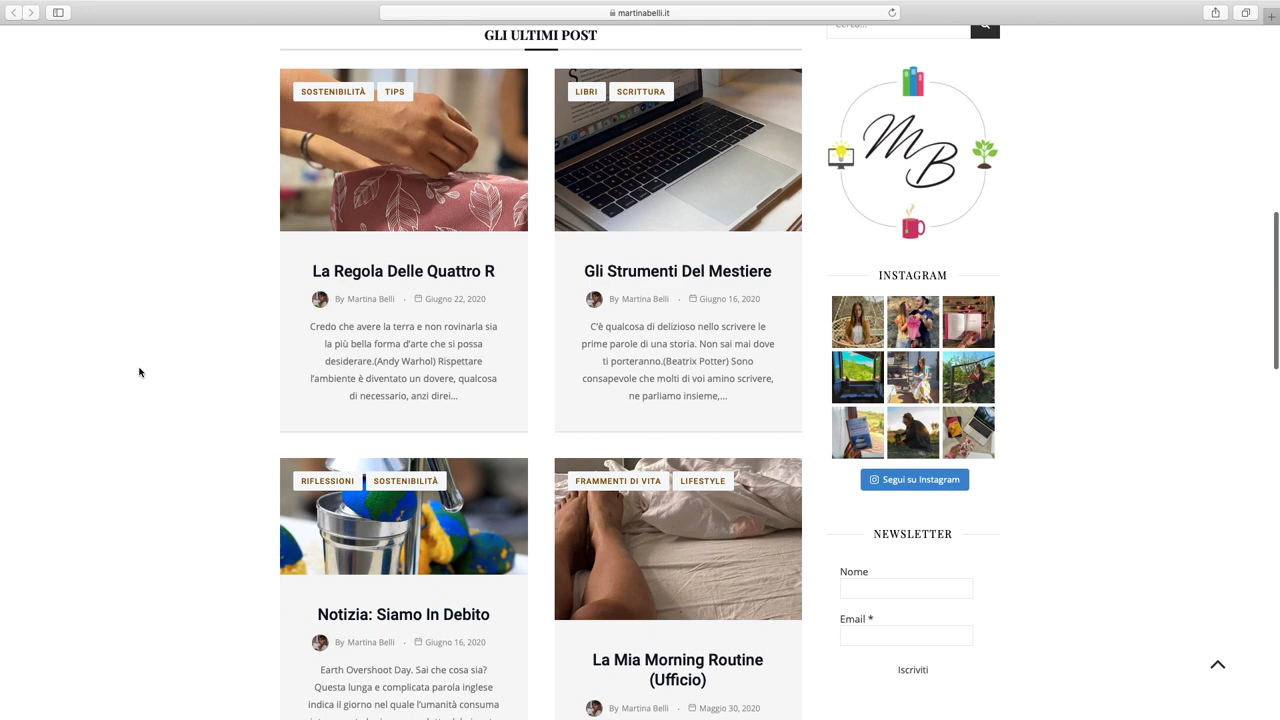 martinabelli.it
GLI ULTIMI POST
SOSTENIBILITÀ
TIPS
La Regola Delle Quattro R
By Martina Belli
Giugno 22, 2020
Credo che avere la terra e non rovinarla sia
la più bella forma d'arte che si possa
desiderare.(Andy Warhol) Rispettare
l'ambiente è diventato un dovere, qualcosa
di necessario, anzi direi...
LIBRI
SCRITTURA
Gli Strumenti Del Mestiere
By Martina Belli
Giugno 16, 2020
C'è qualcosa di delizioso nello scrivere le
prime parole di una storia. Non sai mai dove
ti porteranno.(Beatrix Potter) Sono
consapevole che molti di voi amino scrivere,
ne parliamo insieme,...
RIFLESSIONI
SOSTENIBILITÀ
Notizia: Siamo In Debito
By Martina Belli
Giugno 16, 2020
Earth Overshoot Day. Sai che cosa sia?
Questa lunga e complicata parola inglese
indica il giorno nel quale l'umanità consuma
FRAMMENTI DI VITA
LIFESTYLE
La Mia Morning Routine
(Ufficio)
By Martina Belli
Maggio 30, 2020
MB
INSTAGRAM
Segui su Instagram
NEWSLETTER
Nome
Email *
Iscriviti